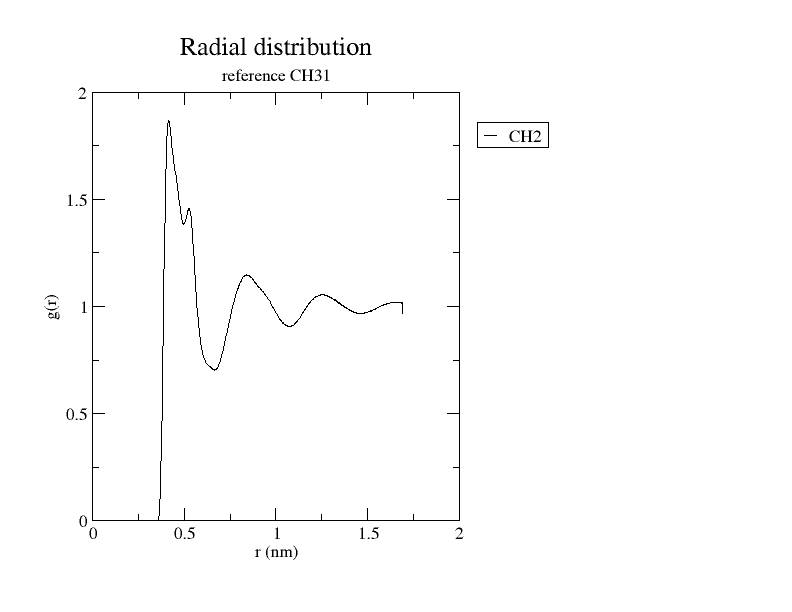 Radial distribution
reference CH31
2
CH2
1.5
g(r)
1
0.5
0
0 0.5 1 1.5 2
r (nm)